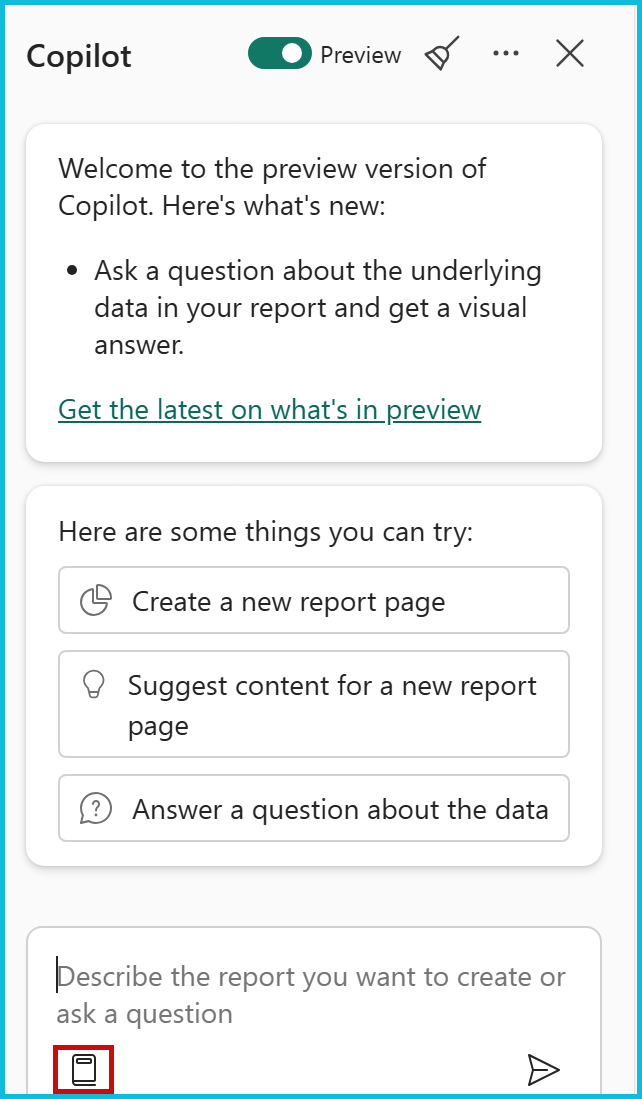 Copilot
Preview
Welcome to the preview version of
Copilot. Here's what's new:
Ask a question about the underlying
data in your report and get a visual
answer.
Get the latest on what's in preview
Here are some things you can try:
Create a new report page
Suggest content for a new report
page
Answer a question about the data
Describe the report you want to create or
ask a question